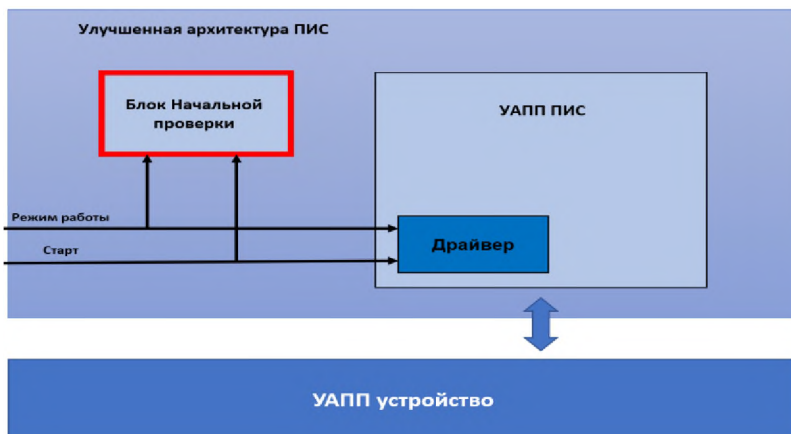 Улучшенная архитектура ПИС
Блок Начальной
проверки
УАПП ПИС
Режим работы
Драйвер
Старт
УАПП устройство